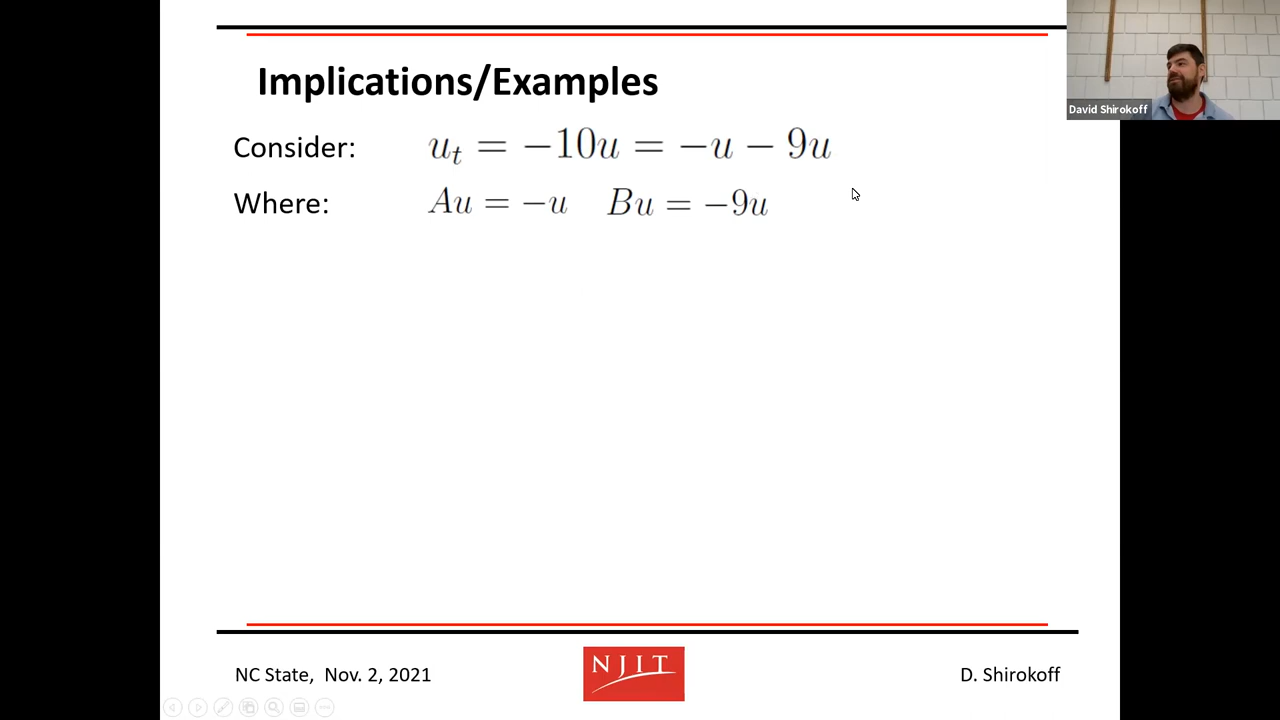 Implications/Examples
David Shirokoff
Consider: u_t = −10u = −u − 9u
Where: Au = −u Bu = −9u
NC State, Nov. 2, 2021
NJIT
D. Shirokoff